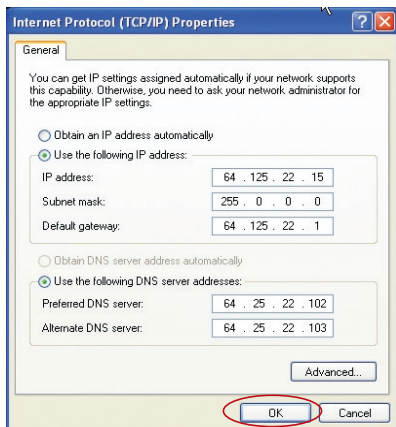 Internet Protocol (TCP/IP) Properties
General
You can get IP settings assigned automatically if your network supports
this capability. Otherwise, you need to ask your network administrator for
the appropriate IP settings.
Obtain an IP address automatically
Use the following IP address:
IP address: 64 . 125 . 22 . 15
Subnet mask: 255 . 0 . 0 . 0
Default gateway: 64 . 125 . 22 . 1
Obtain DNS server address automatically
Use the following DNS server addresses:
Preferred DNS server: 64 . 25 . 22 . 102
Alternate DNS server: 64 . 25 . 22 . 103
Advanced...
OK Cancel